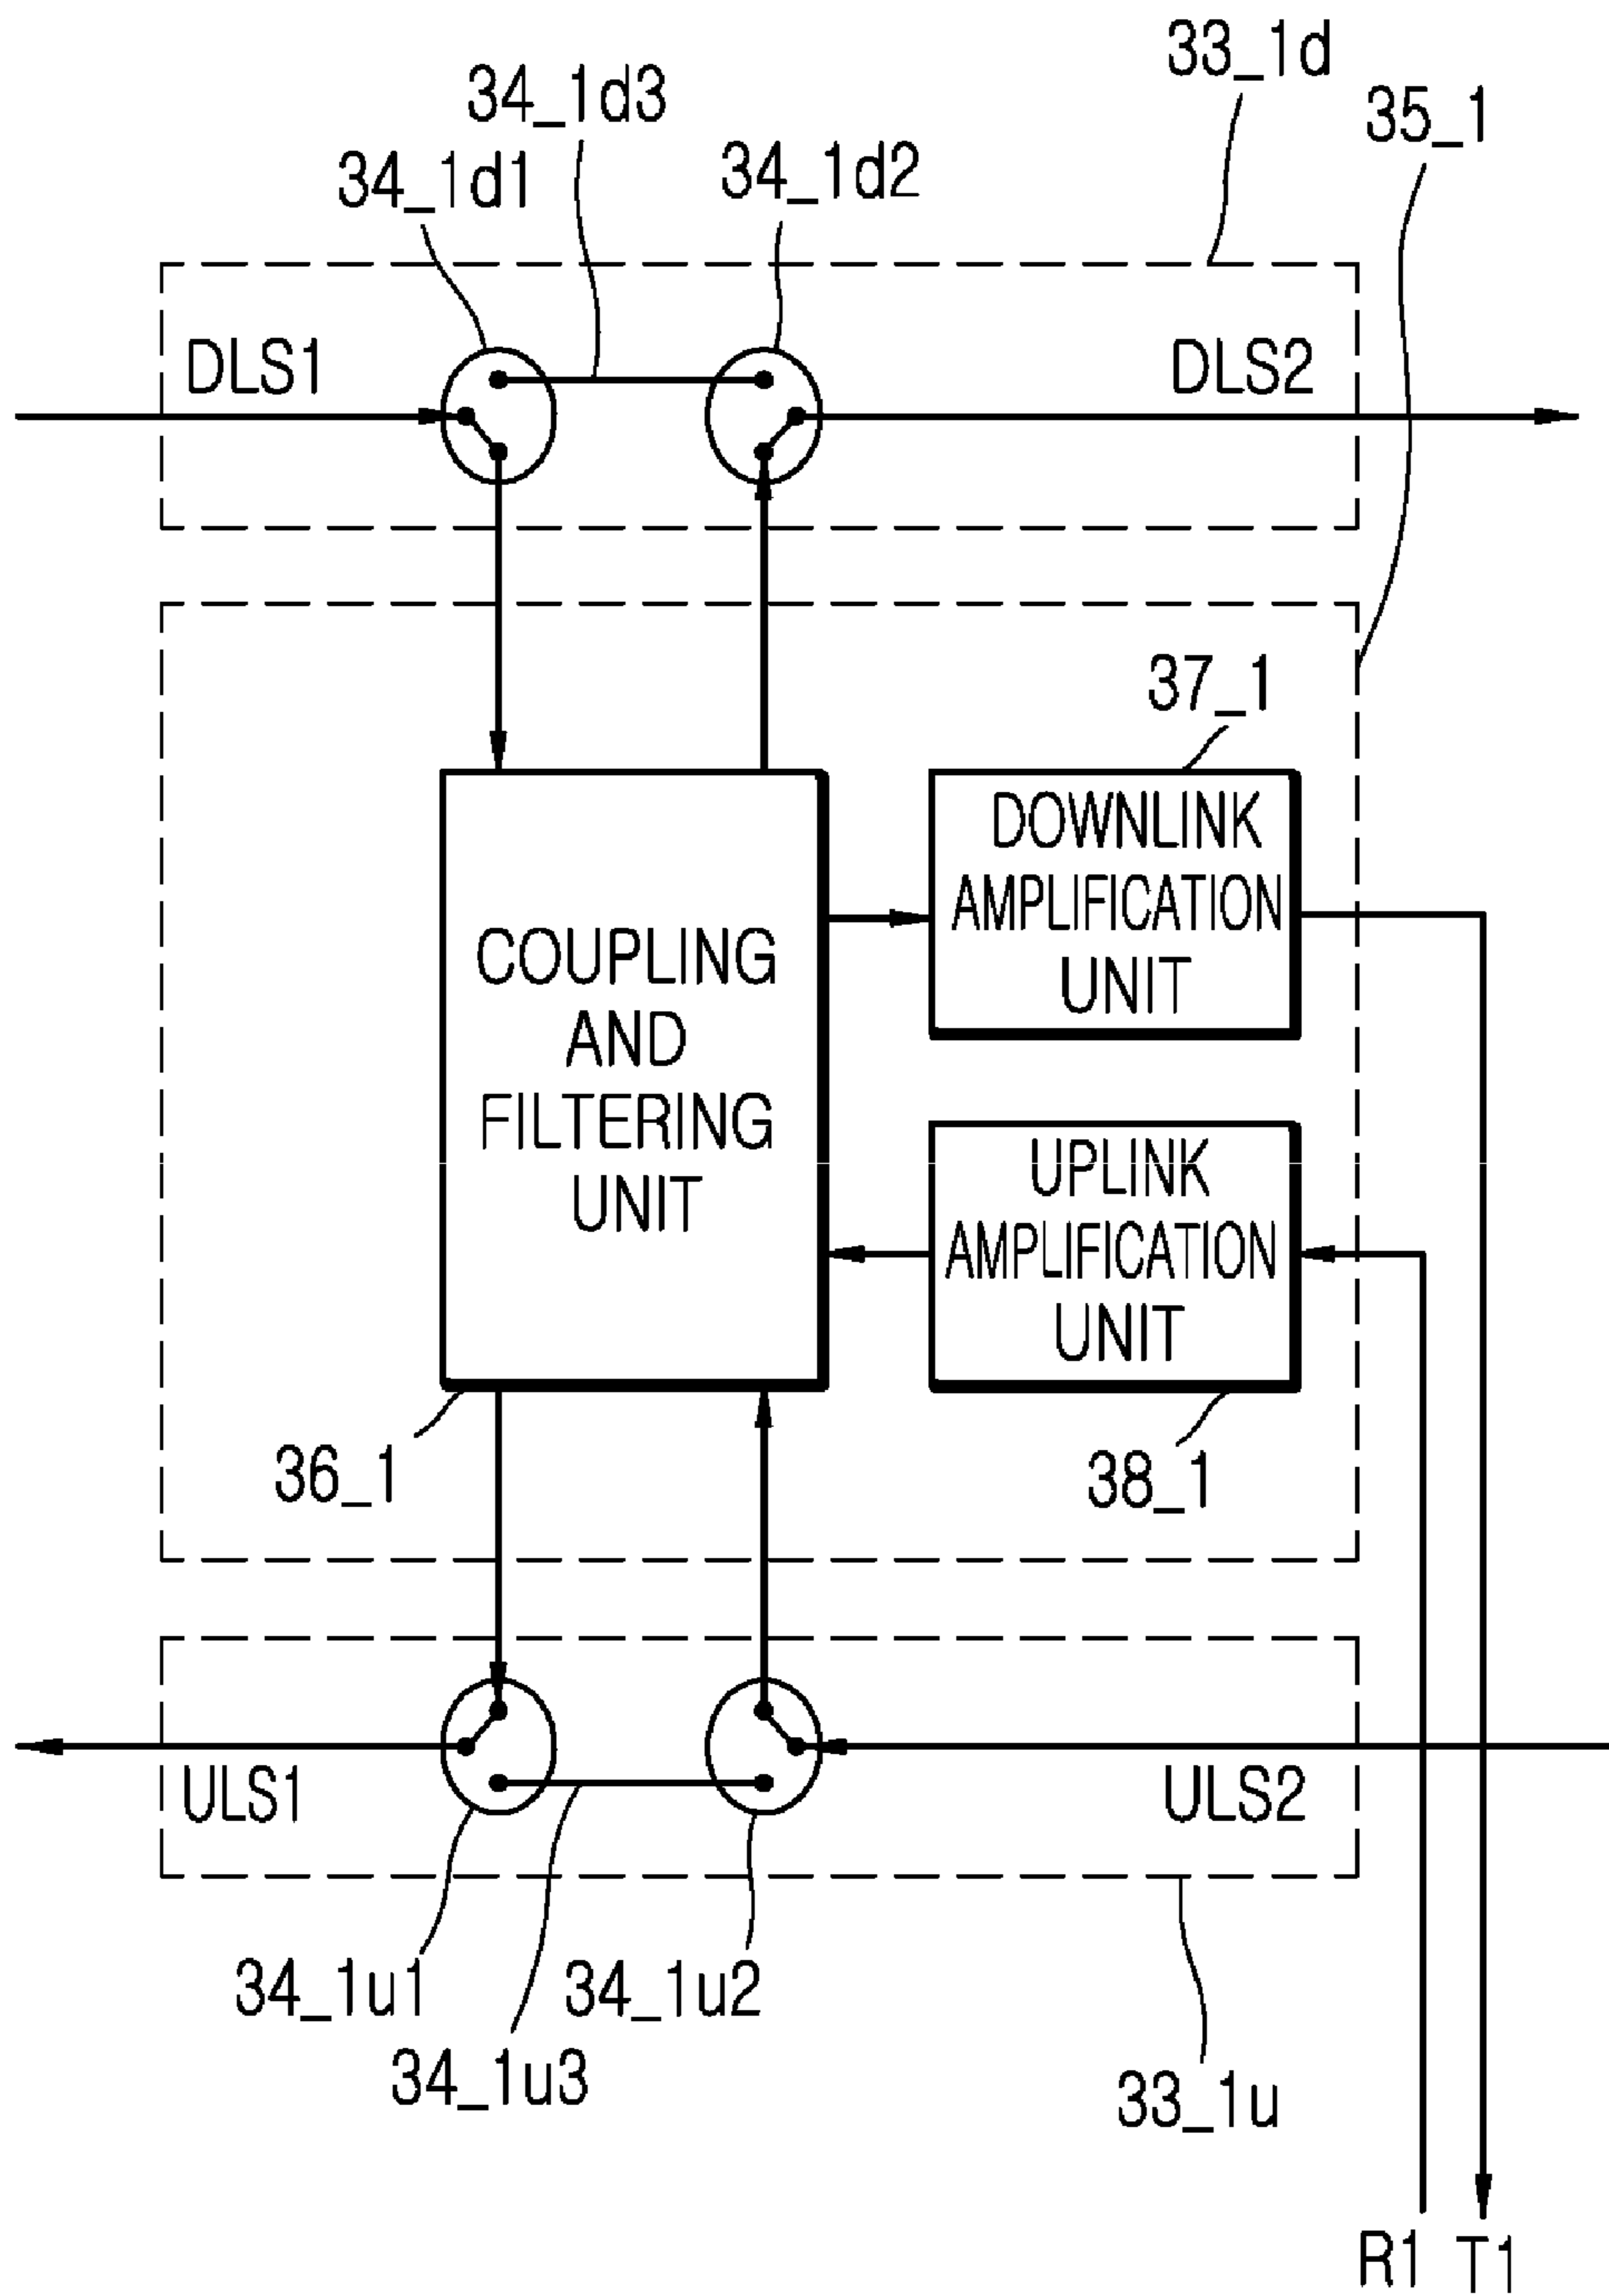 33_1d
34_1d3
35_1
34_1d1
34_1d2
DLS1
DLS2
37_1
DOWNLINK
AMPLIFICATION
UNIT
COUPLING
AND
FILTERING
UNIT
UPLINK
AMPLIFICATION
UNIT
36_1
38_1
ULS1
ULS2
34_1u1
34_1u2
34_1u3
33_1u
R1
T1